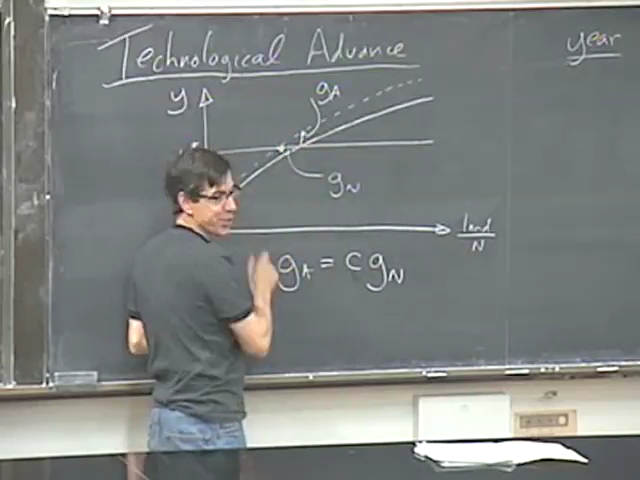 Technological Advance
year
y
g_A
g_N
land
N
g_A = c g_N